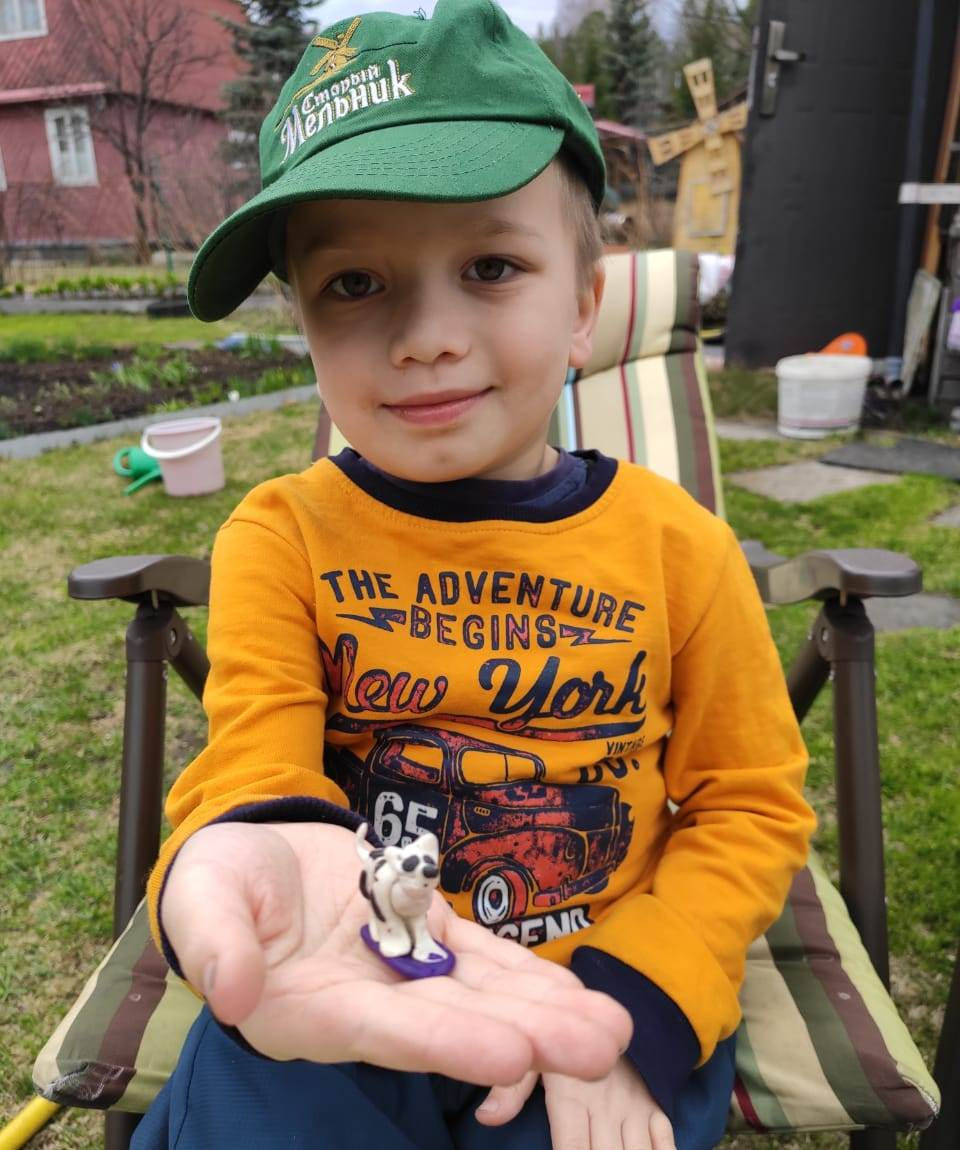 Старый
Мельник
THE ADVENTURE
BEGINS
New York
VINTAGE
65